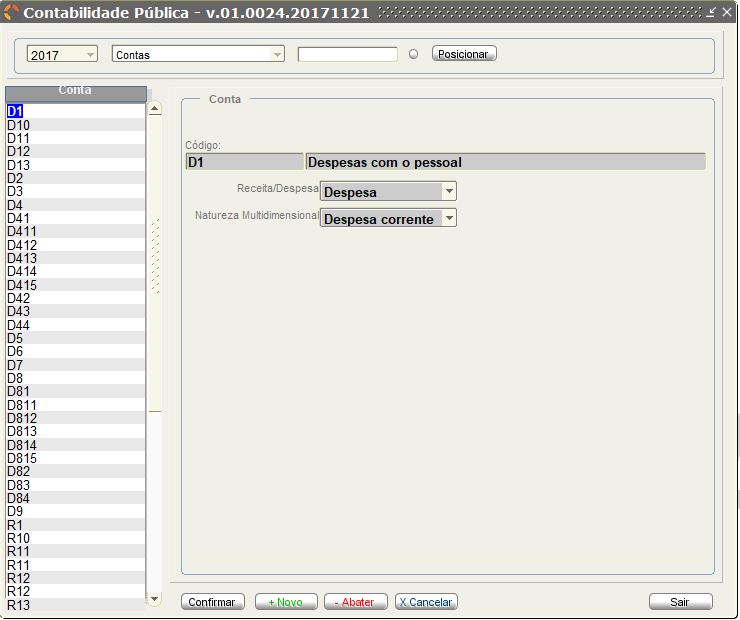 Contabilidade Pública - v.01.0024.20171121
2017 Contas Posicionar
Conta
D1
D10
D11
D12
D13
D2
D3
D4
D41
D411
D412
D413
D414
D415
D42
D43
D44
D5
D6
D7
D8
D81
D811
D812
D813
D814
D815
D82
D83
D84
D9
R1
R10
R11
R11
R12
R12
R13
Conta
Código:
D1 Despesas com o pessoal
Receita/Despesa Despesa
Natureza Multidimensional Despesa corrente
Confirmar + Novo - Abater X Cancelar Sair